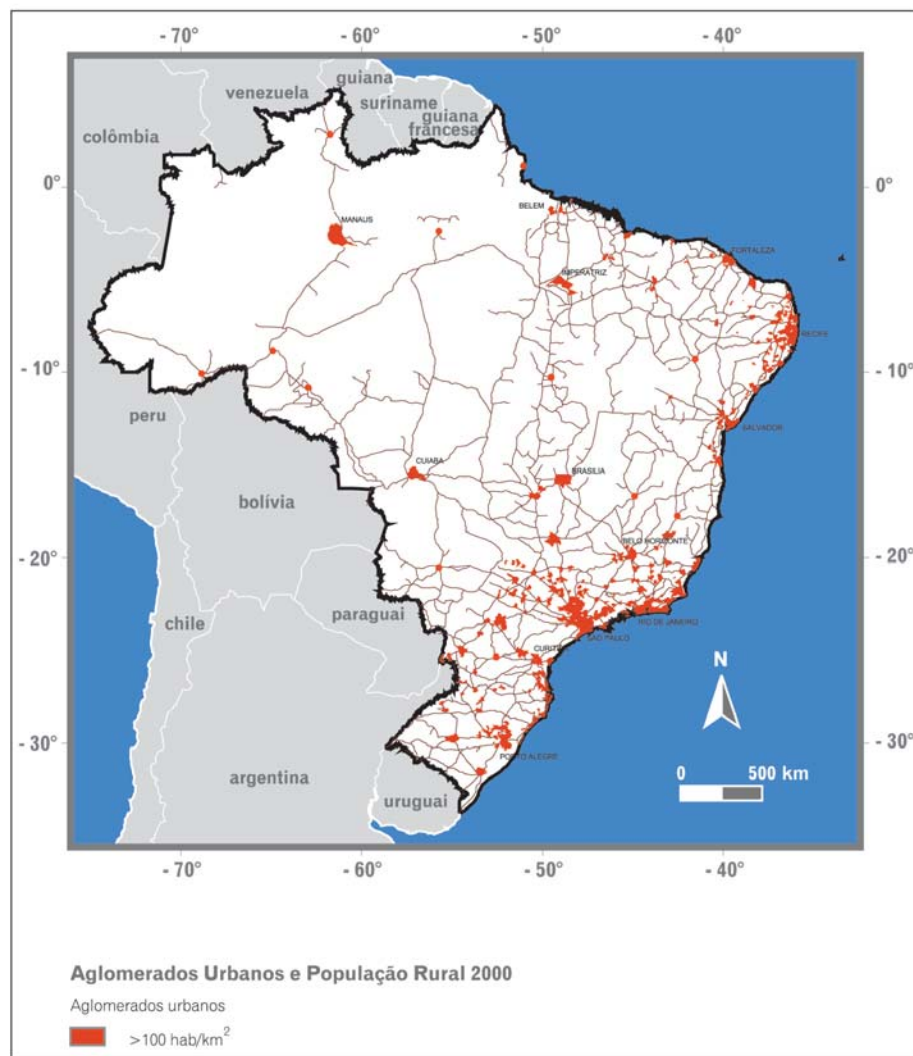 - 70° - 60° - 50° - 40°
guiana
venezuela
suriname
guiana
francesa
colômbia
0° 0°
BELEM
MANAUS
FORTALEZA
IMPERATRIZ
RECIFE
- 10° - 10°
peru
SALVADOR
CUIABA
BRASILIA
bolívia
BELO HORIZONTE
- 20° - 20°
paraguai
chile
RIO DE JANEIRO
SAO PAULO
CURITI
N
- 30° - 30°
PORTO ALEGRE
0 500 km
argentina
uruguai
- 70° - 60° - 50° - 40°
Aglomerados Urbanos e População Rural 2000
Aglomerados urbanos
>100 hab/km²